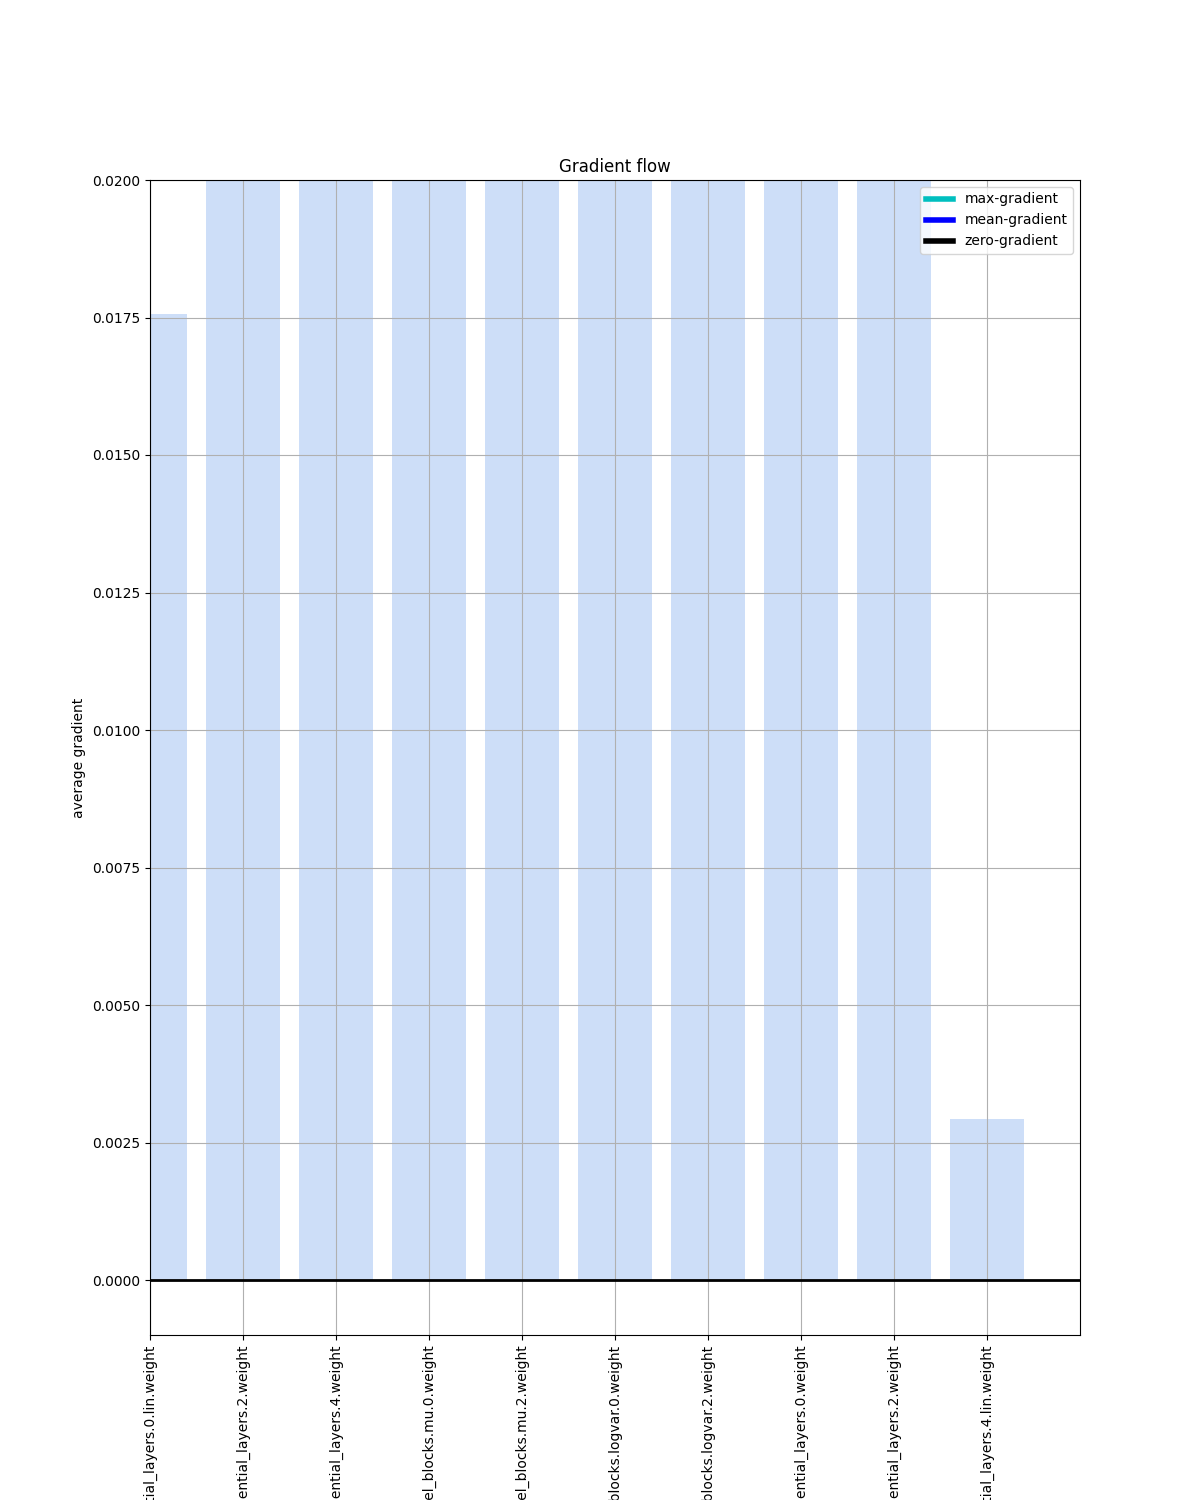 Gradient flow
max-gradient
mean-gradient
zero-gradient
0.0200
0.0175
0.0150
0.0125
0.0100
0.0075
0.0050
0.0025
0.0000
average gradient
tial_layers.0.lin.weight
ential_layers.2.weight
ential_layers.4.weight
el_blocks.mu.0.weight
el_blocks.mu.2.weight
blocks.logvar.0.weight
blocks.logvar.2.weight
ential_layers.0.weight
ential_layers.2.weight
tial_layers.4.lin.weight